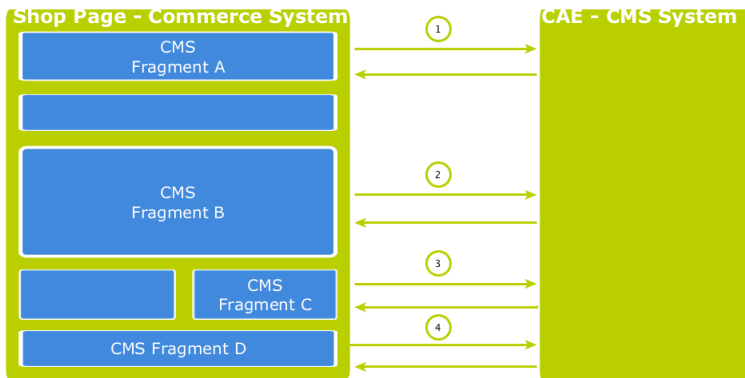 Shop Page - Commerce System
CAE - CMS System
CMS
Fragment A
1
2
CMS
Fragment B
3
CMS
Fragment C
4
CMS Fragment D